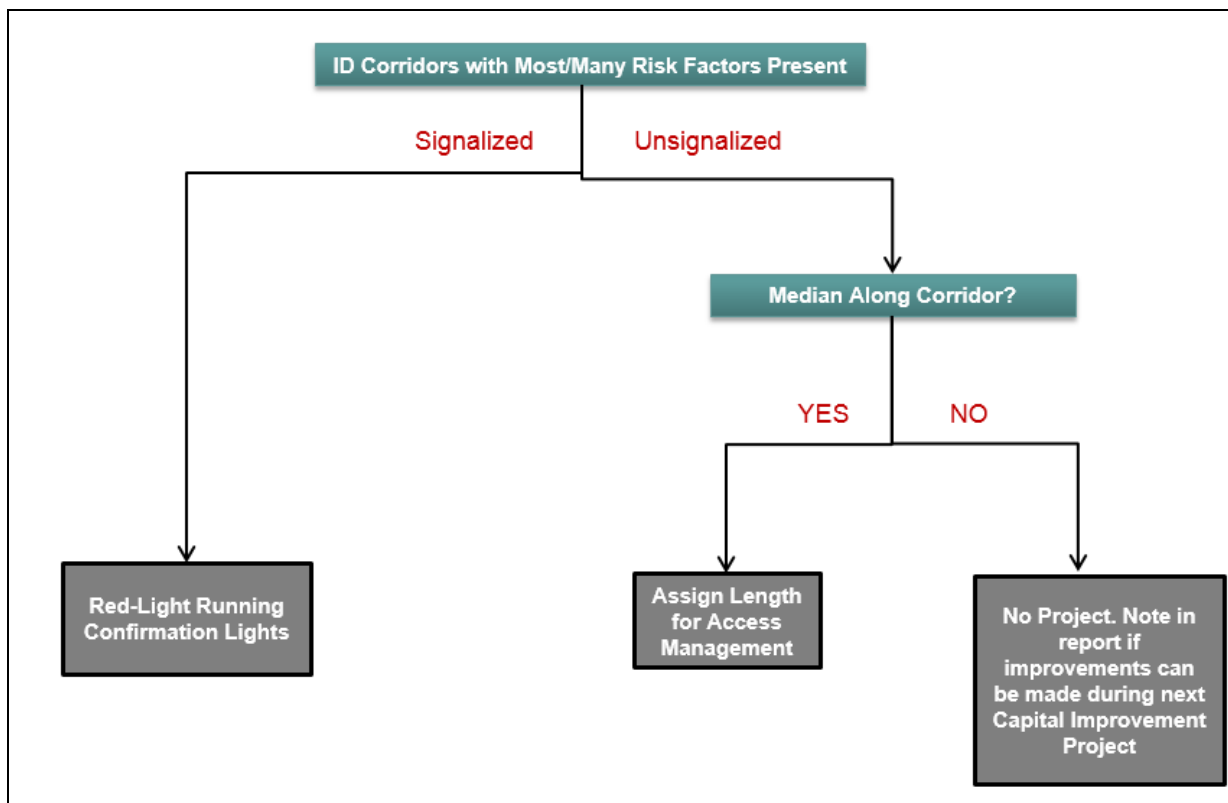 ID Corridors with Most/Many Risk Factors Present
Signalized
Unsignalized
Median Along Corridor?
YES
NO
Red-Light Running
Confirmation Lights
Assign Length
for Access
Management
No Project. Note in
report if
improvements can
be made during next
Capital Improvement
Project